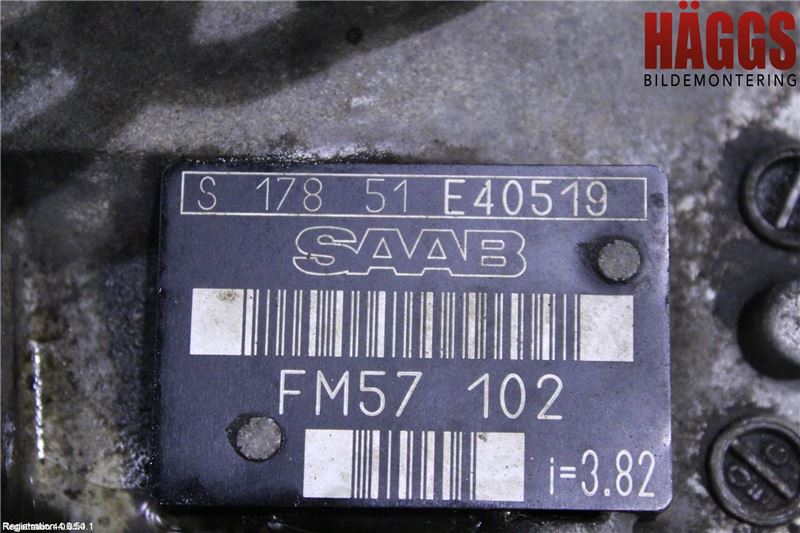 HÄGGS
BILDEMONTERING
S 178 51 E40519
SAAB
FM57 102
i=3.82